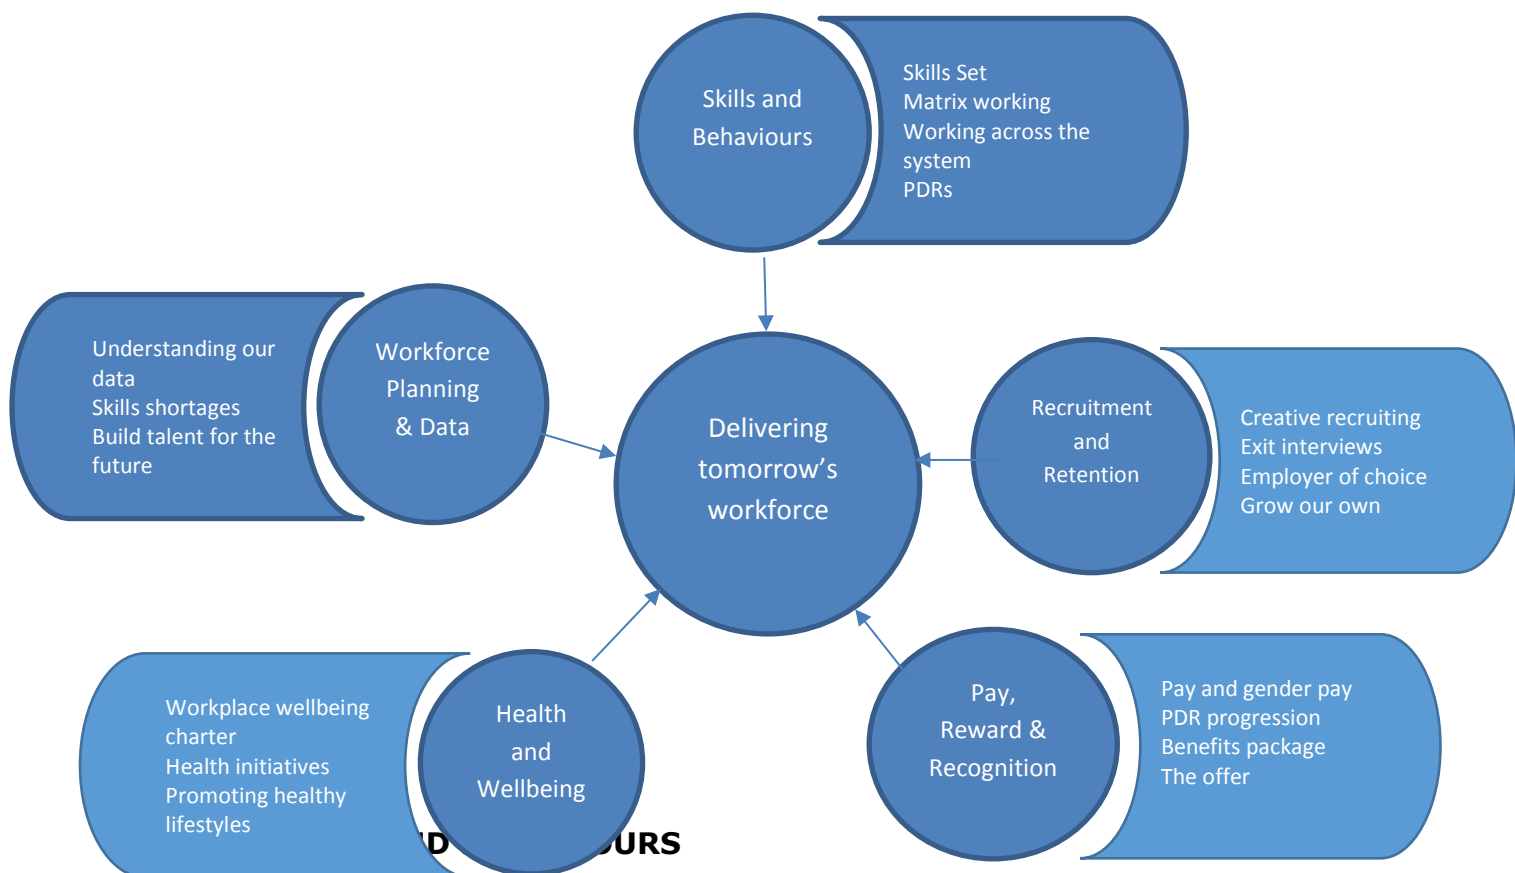 Skills and
Behaviours
Skills Set
Matrix working
Working across the
system
PDRs
Understanding our
data
Skills shortages
Build talent for the
future
Workforce
Planning
& Data
Delivering
tomorrow’s
workforce
Recruitment
and
Retention
Creative recruiting
Exit interviews
Employer of choice
Grow our own
Workplace wellbeing
charter
Health initiatives
Promoting healthy
lifestyles
Health
and
Wellbeing
Pay,
Reward &
Recognition
Pay and gender pay
PDR progression
Benefits package
The offer